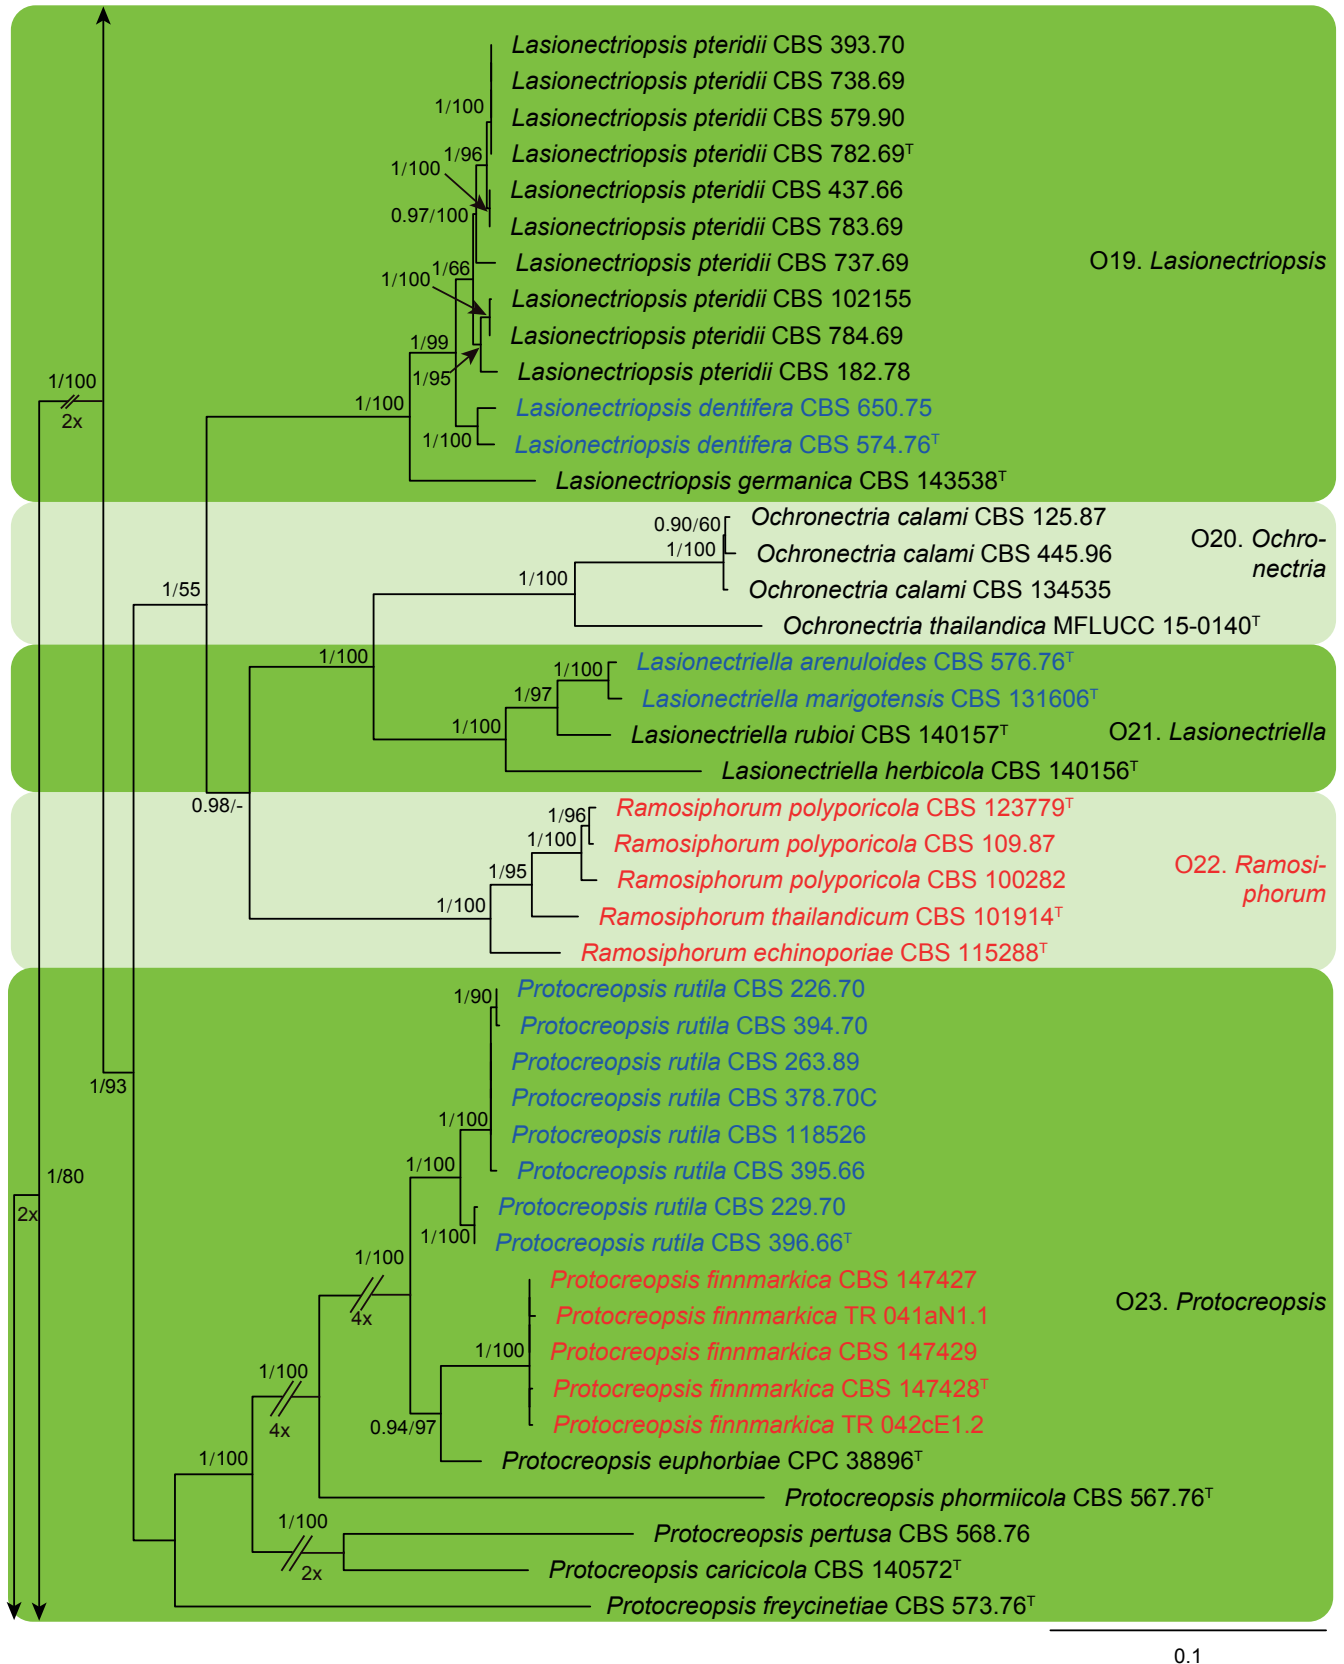 Lasionectriopsis pteridii CBS 393.70
Lasionectriopsis pteridii CBS 738.69
1/100
Lasionectriopsis pteridii CBS 579.90
1/96
Lasionectriopsis pteridii CBS 782.69T
1/100
Lasionectriopsis pteridii CBS 437.66
0.97/100
Lasionectriopsis pteridii CBS 783.69
Lasionectriopsis pteridii CBS 737.69
O19. Lasionectriopsis
1/66
1/100
Lasionectriopsis pteridii CBS 102155
Lasionectriopsis pteridii CBS 784.69
1/99
1/95
Lasionectriopsis pteridii CBS 182.78
1/100
2x
1/100
Lasionectriopsis dentifera CBS 650.75
1/100
Lasionectriopsis dentifera CBS 574.76T
Lasionectriopsis germanica CBS 143538T
0.90/60
Ochronectria calami CBS 125.87
1/100
Ochronectria calami CBS 445.96
O20. Ochro-
nectria
1/100
Ochronectria calami CBS 134535
1/55
Ochronectria thailandica MFLUCC 15-0140T
1/100
1/100
Lasionectriella arenuloides CBS 576.76T
1/97
Lasionectriella marigotensis CBS 131606T
1/100
Lasionectriella rubioi CBS 140157T
O21. Lasionectriella
Lasionectriella herbicola CBS 140156T
0.98/-
1/96
Ramosiphorum polyporicola CBS 123779T
1/100
Ramosiphorum polyporicola CBS 109.87
1/95
Ramosiphorum polyporicola CBS 100282
O22. Ramosi-
phorum
1/100
Ramosiphorum thailandicum CBS 101914T
Ramosiphorum echinoporiae CBS 115288T
1/90
Protocreopsis rutila CBS 226.70
Protocreopsis rutila CBS 394.70
Protocreopsis rutila CBS 263.89
1/93
Protocreopsis rutila CBS 378.70C
1/100
Protocreopsis rutila CBS 118526
1/100
Protocreopsis rutila CBS 395.66
1/80
2x
Protocreopsis rutila CBS 229.70
1/100
Protocreopsis rutila CBS 396.66T
1/100
4x
Protocreopsis finnmarkica CBS 147427
Protocreopsis finnmarkica TR 041aN1.1
O23. Protocreopsis
1/100
Protocreopsis finnmarkica CBS 147429
1/100
4x
Protocreopsis finnmarkica CBS 147428T
0.94/97
Protocreopsis finnmarkica TR 042cE1.2
1/100
Protocreopsis euphorbiae CPC 38896T
Protocreopsis phormiicola CBS 567.76T
1/100
2x
Protocreopsis pertusa CBS 568.76
Protocreopsis caricicola CBS 140572T
Protocreopsis freycinetiae CBS 573.76T
0.1